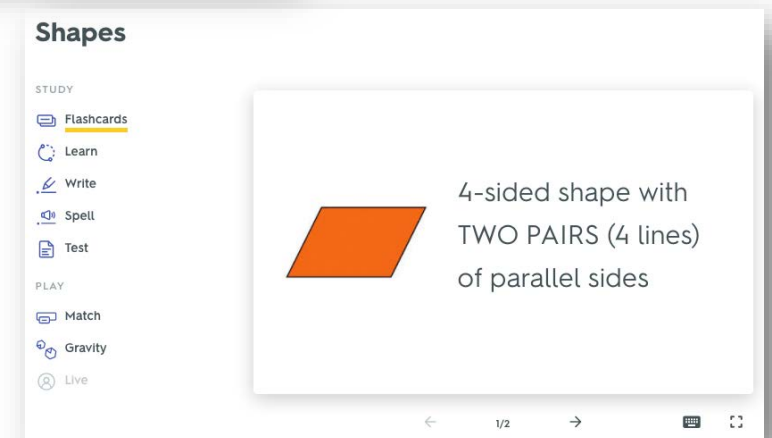 Shapes
STUDY
Flashcards
Learn
Write
Spell
Test
PLAY
Match
Gravity
Live
4-sided shape with
TWO PAIRS (4 lines)
of parallel sides
1/2